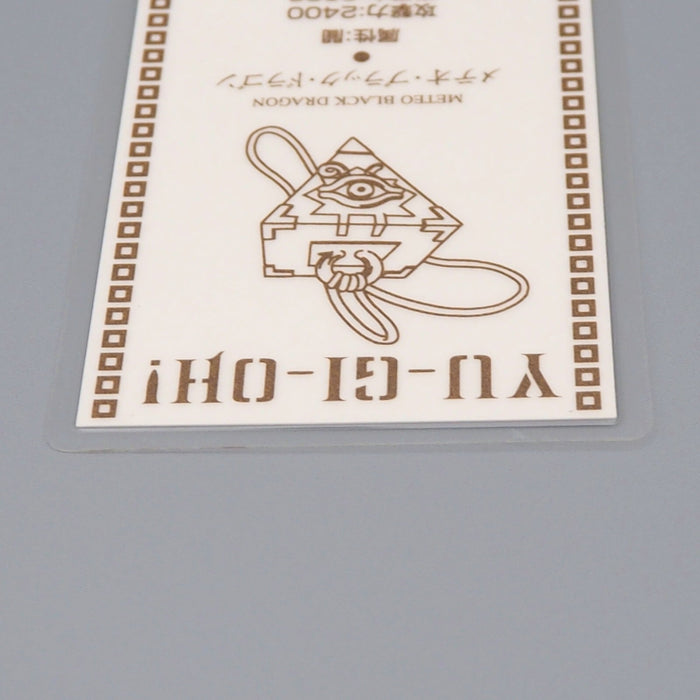 YU-GI-OH!
METEO BLACK DRAGON
メテオ・ブラック・ドラゴン
●
属性:闇
攻撃力:2400